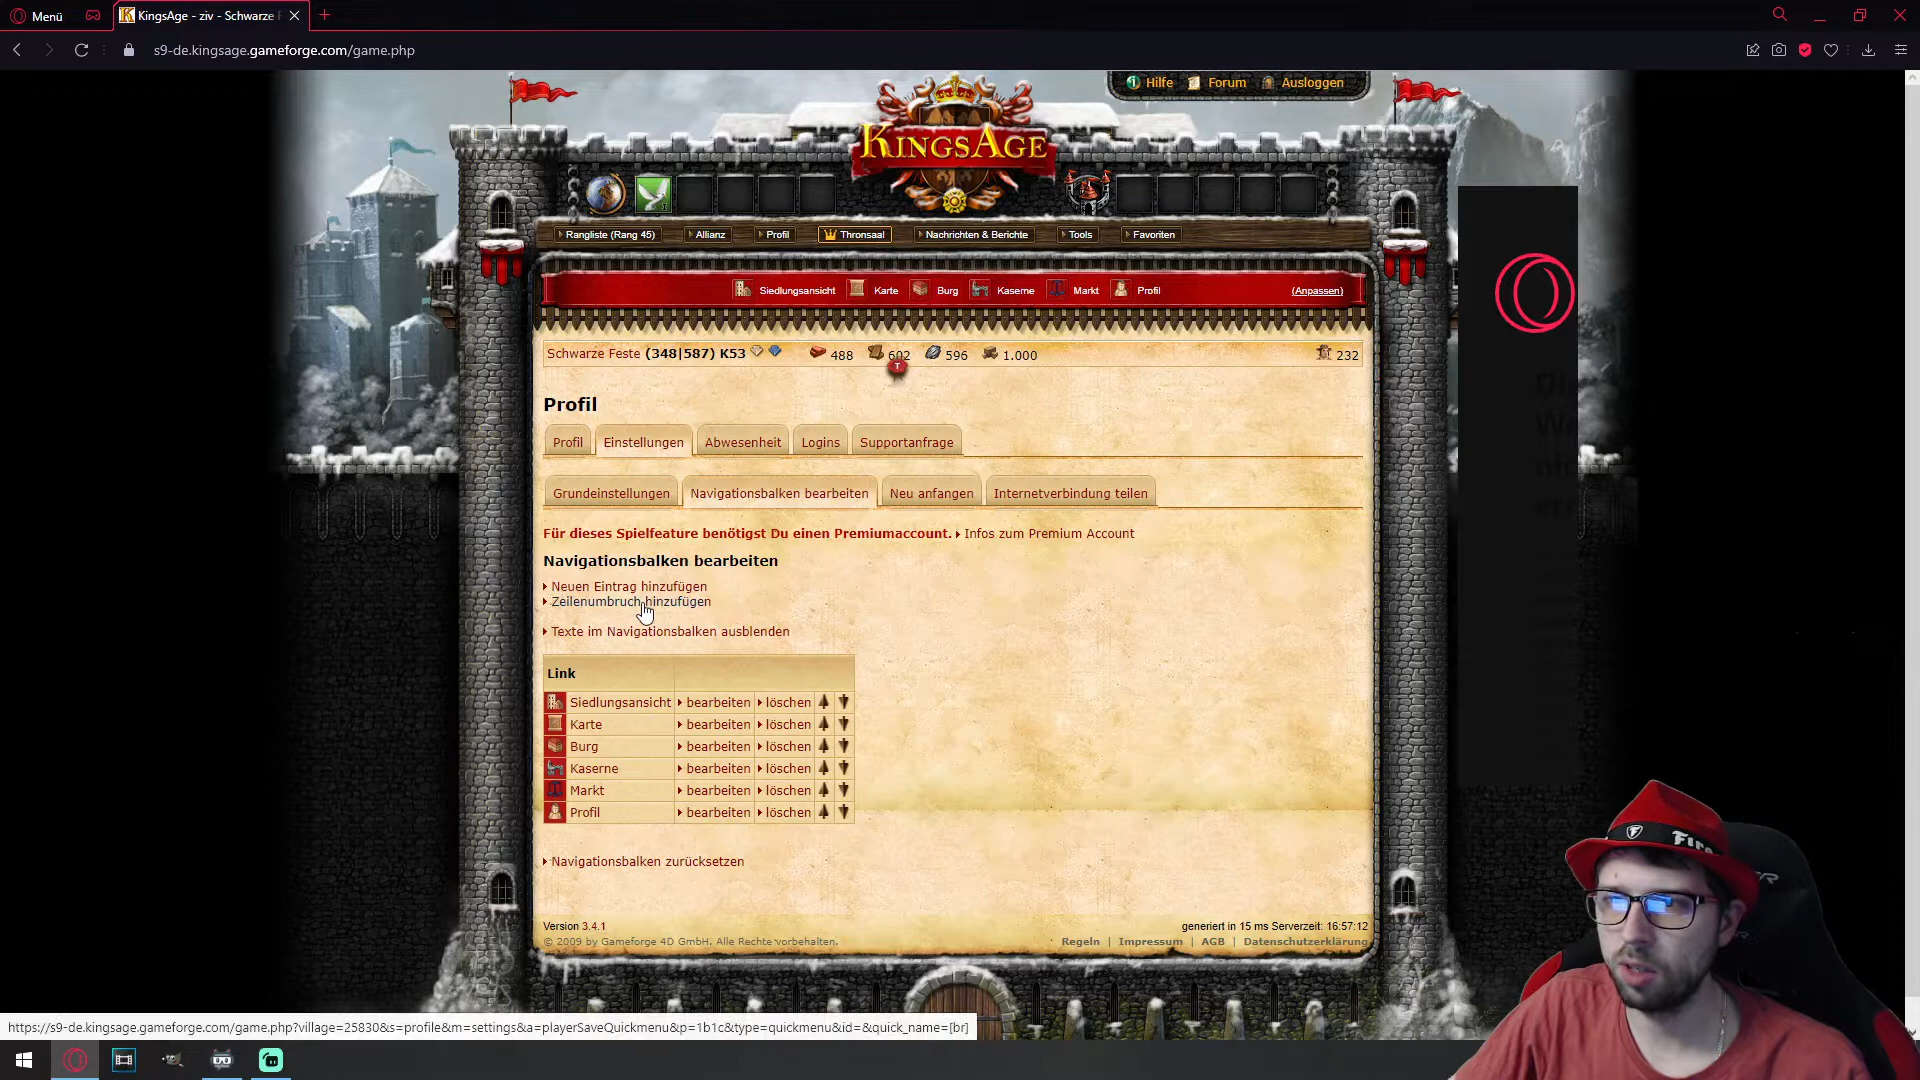 Menü
KingsAge - ziv - Schwarze F
s9-de.kingsage.gameforge.com/game.php
Hilfe Forum Ausloggen
KINGSAGE
Rangliste (Rang 45) Allianz Profil Thronsaal Nachrichten & Berichte Tools Favoriten
Siedlungsansicht Karte Burg Kaserne Markt Profil (Anpassen)
Schwarze Feste (348|587) K53 488 602 596 1.000 232
T
Profil
Profil Einstellungen Abwesenheit Logins Supportanfrage
Grundeinstellungen Navigationsbalken bearbeiten Neu anfangen Internetverbindung teilen
Für dieses Spielfeature benötigst Du einen Premiumaccount. Infos zum Premium Account
Navigationsbalken bearbeiten
Neuen Eintrag hinzufügen
Zeilenumbruch hinzufügen
Texte im Navigationsbalken ausblenden
Link
Siedlungsansicht bearbeiten löschen
Karte bearbeiten löschen
Burg bearbeiten löschen
Kaserne bearbeiten löschen
Markt bearbeiten löschen
Profil bearbeiten löschen
Navigationsbalken zurücksetzen
Version 3.4.1 generiert in 15 ms Serverzeit: 16:57:12
© 2009 by Gameforge 4D GmbH. Alle Rechte vorbehalten. Regeln | Impressum | AGB | Datenschutzerklärung
https://s9-de.kingsage.gameforge.com/game.php?village=25830&s=profile&m=settings&a=playerSaveQuickmenu&p=1b1c&type=quickmenu&id=&quick_name=[br]